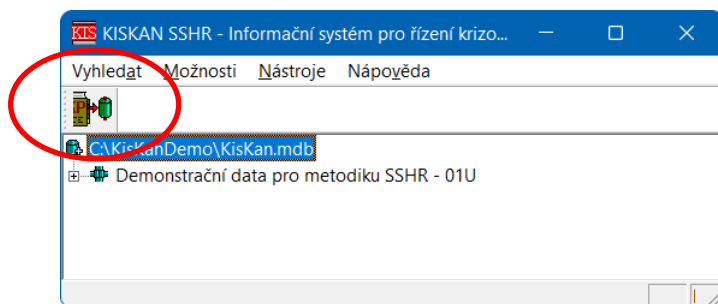 KIS KISKAN SSHR - Informační systém pro řízení krizo...
Vyhledat Možnosti Nástroje Nápověda
C:\KisKanDemo\KisKan.mdb
Demonstrační data pro metodiku SSHR - 01U